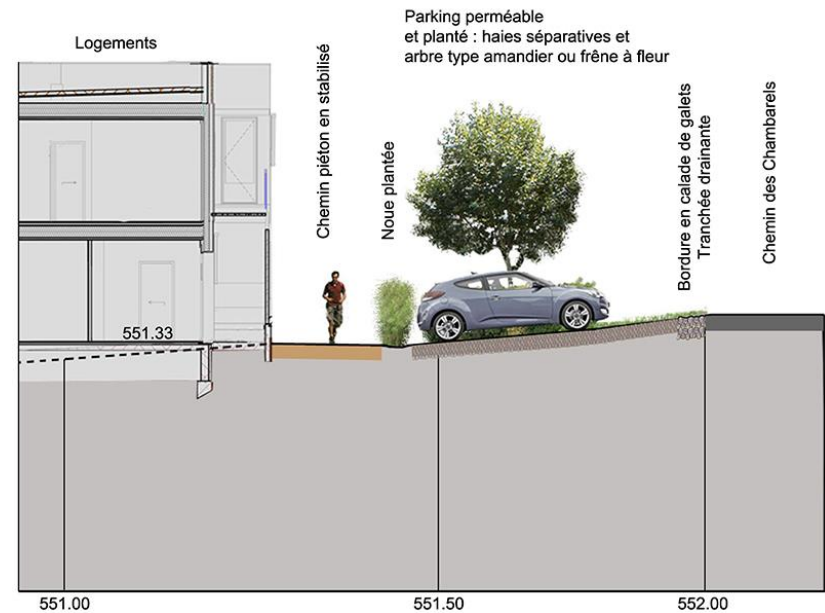 Logements
Chemin piéton en stabilisé
Noue plantée
Parking perméable
et planté : haies séparatives et
arbre type amandier ou frêne à fleur
Bordure en calade de galets
Tranchée drainante
Chemin des Chambarels
551.33
551.00
551.50
552.00